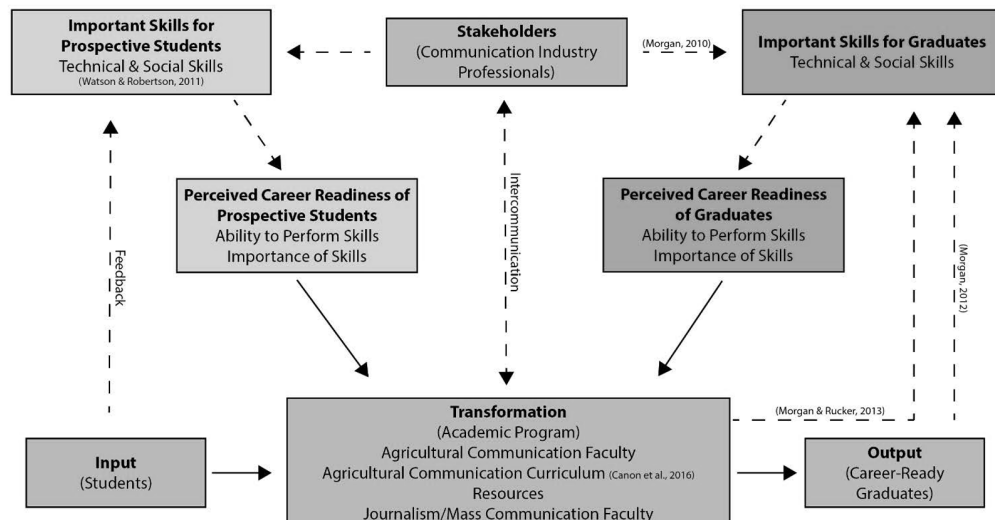 Important Skills for
Prospective Students
Technical & Social Skills
(Watson & Robertson, 2011)
Stakeholders
(Communication Industry
Professionals)
(Morgan, 2010)
Important Skills for Graduates
Technical & Social Skills
Perceived Career Readiness of
Prospective Students
Ability to Perform Skills
Importance of Skills
Intercommunication
Perceived Career Readiness
of Graduates
Ability to Perform Skills
Importance of Skills
Feedback
(Morgan, 2012)
Input
(Students)
Transformation
(Academic Program)
Agricultural Communication Faculty
Agricultural Communication Curriculum (Canon et al., 2016)
Resources
Journalism/Mass Communication Faculty
(Morgan & Rucker, 2013)
Output
(Career-Ready
Graduates)